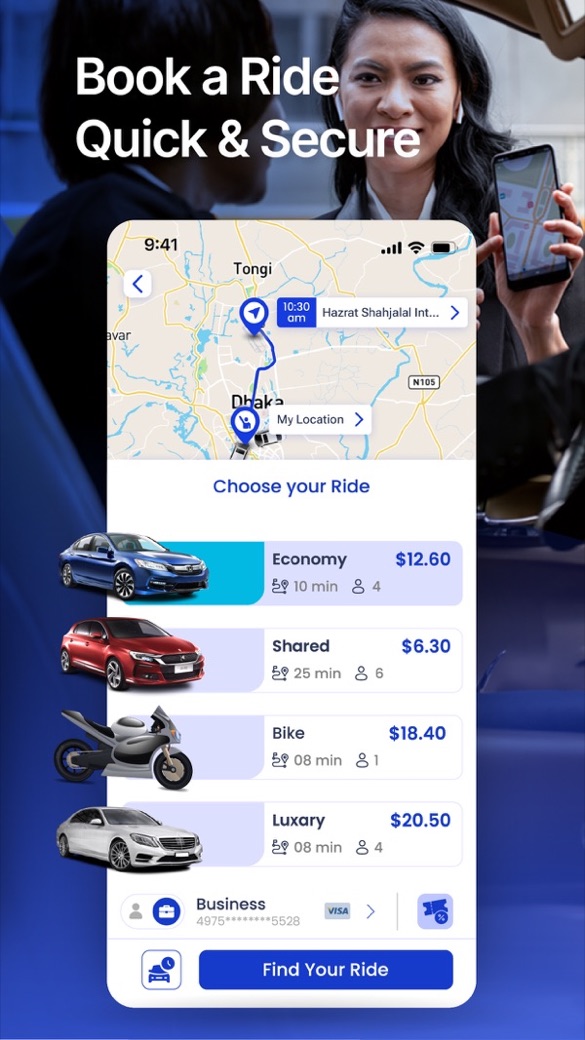 Book a Ride
Quick & Secure
9:41
Tongi
10:30
am
Hazrat Shahjalal Int...
avar
N105
Dhaka
My Location
Choose your Ride
Economy
$12.60
10 min
4
Shared
$6.30
25 min
6
Bike
$18.40
08 min
1
Luxary
$20.50
08 min
4
Business
4975********5528
VISA
Find Your Ride